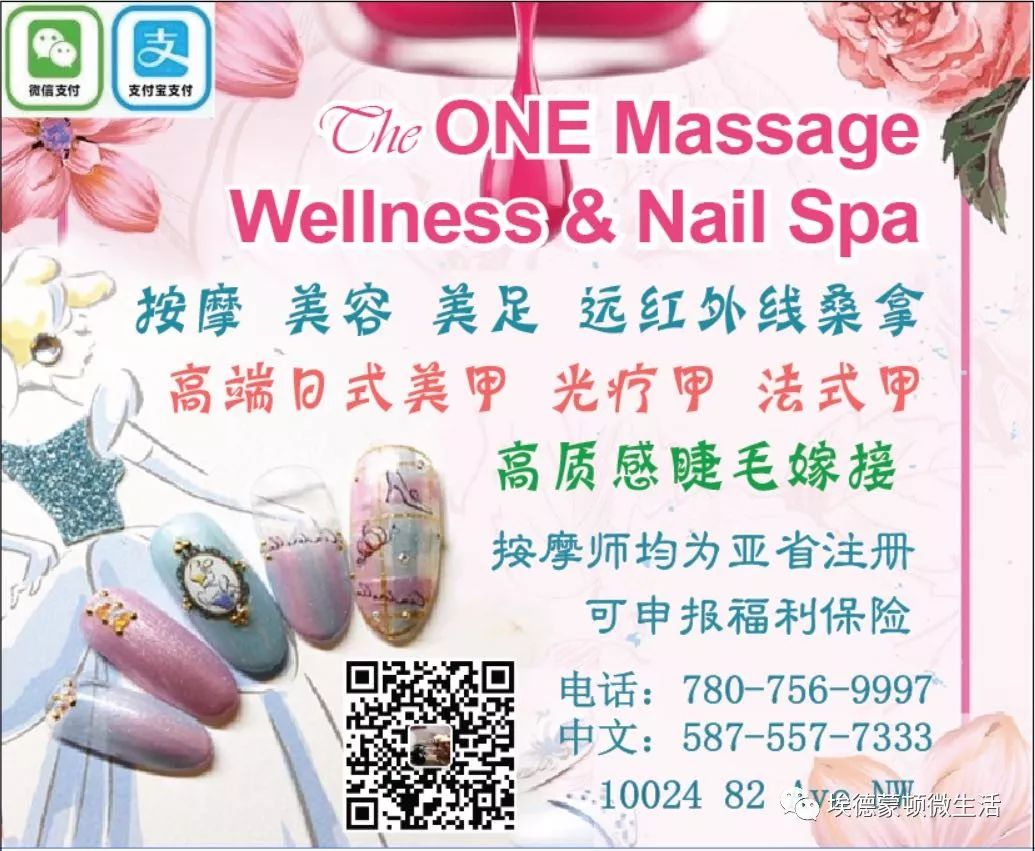 微信支付
支付宝支付
The ONE Massage
Wellness & Nail Spa
按摩 美容 美足 远红外线桑拿
高端日式美甲 光疗甲 法式甲
高质感睫毛嫁接
按摩师均为亚省注册
可申报福利保险
电话：780-756-9997
中文：587-557-7333
10024 82 Ave NW
埃德蒙顿微生活